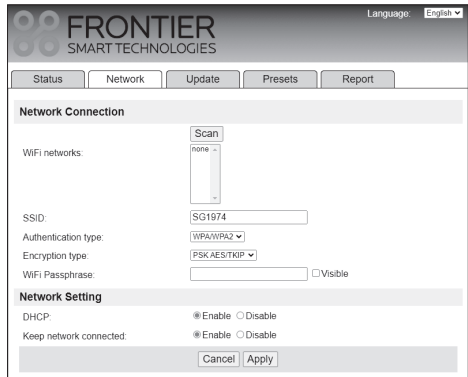 Language: English
FRONTIER
SMART TECHNOLOGIES
Status Network Update Presets Report
Network Connection
Scan
WiFi networks: none
SSID: SG1974
Authentication type: WPA/WPA2
Encryption type: PSK AES/TKIP
WiFi Passphrase: Visible
Network Setting
DHCP: Enable Disable
Keep network connected: Enable Disable
Cancel Apply